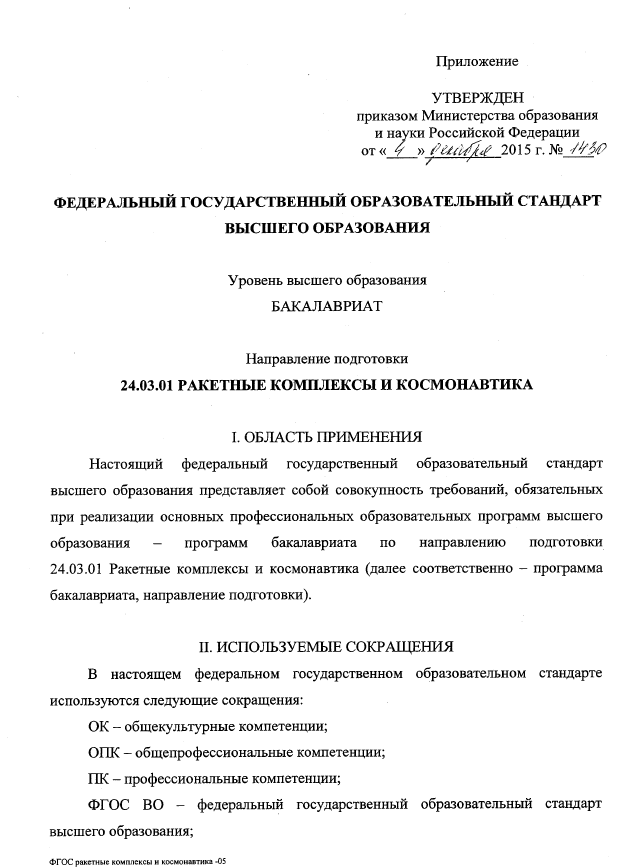 Приложение
УТВЕРЖДЕН
приказом Министерства образования
и науки Российской Федерации
от «4» декабря 2015 г. № 1430
ФЕДЕРАЛЬНЫЙ ГОСУДАРСТВЕННЫЙ ОБРАЗОВАТЕЛЬНЫЙ СТАНДАРТ
ВЫСШЕГО ОБРАЗОВАНИЯ
Уровень высшего образования
БАКАЛАВРИАТ
Направление подготовки
24.03.01 РАКЕТНЫЕ КОМПЛЕКСЫ И КОСМОНАВТИКА
I. ОБЛАСТЬ ПРИМЕНЕНИЯ
Настоящий федеральный государственный образовательный стандарт
высшего образования представляет собой совокупность требований, обязательных
при реализации основных профессиональных образовательных программ высшего
образования – программ бакалавриата по направлению подготовки
24.03.01 Ракетные комплексы и космонавтика (далее соответственно – программа
бакалавриата, направление подготовки).
II. ИСПОЛЬЗУЕМЫЕ СОКРАЩЕНИЯ
В настоящем федеральном государственном образовательном стандарте
используются следующие сокращения:
ОК – общекультурные компетенции;
ОПК – общепрофессиональные компетенции;
ПК – профессиональные компетенции;
ФГОС ВО – федеральный государственный образовательный стандарт
высшего образования;
ФГОС ракетные комплексы и космонавтика -05